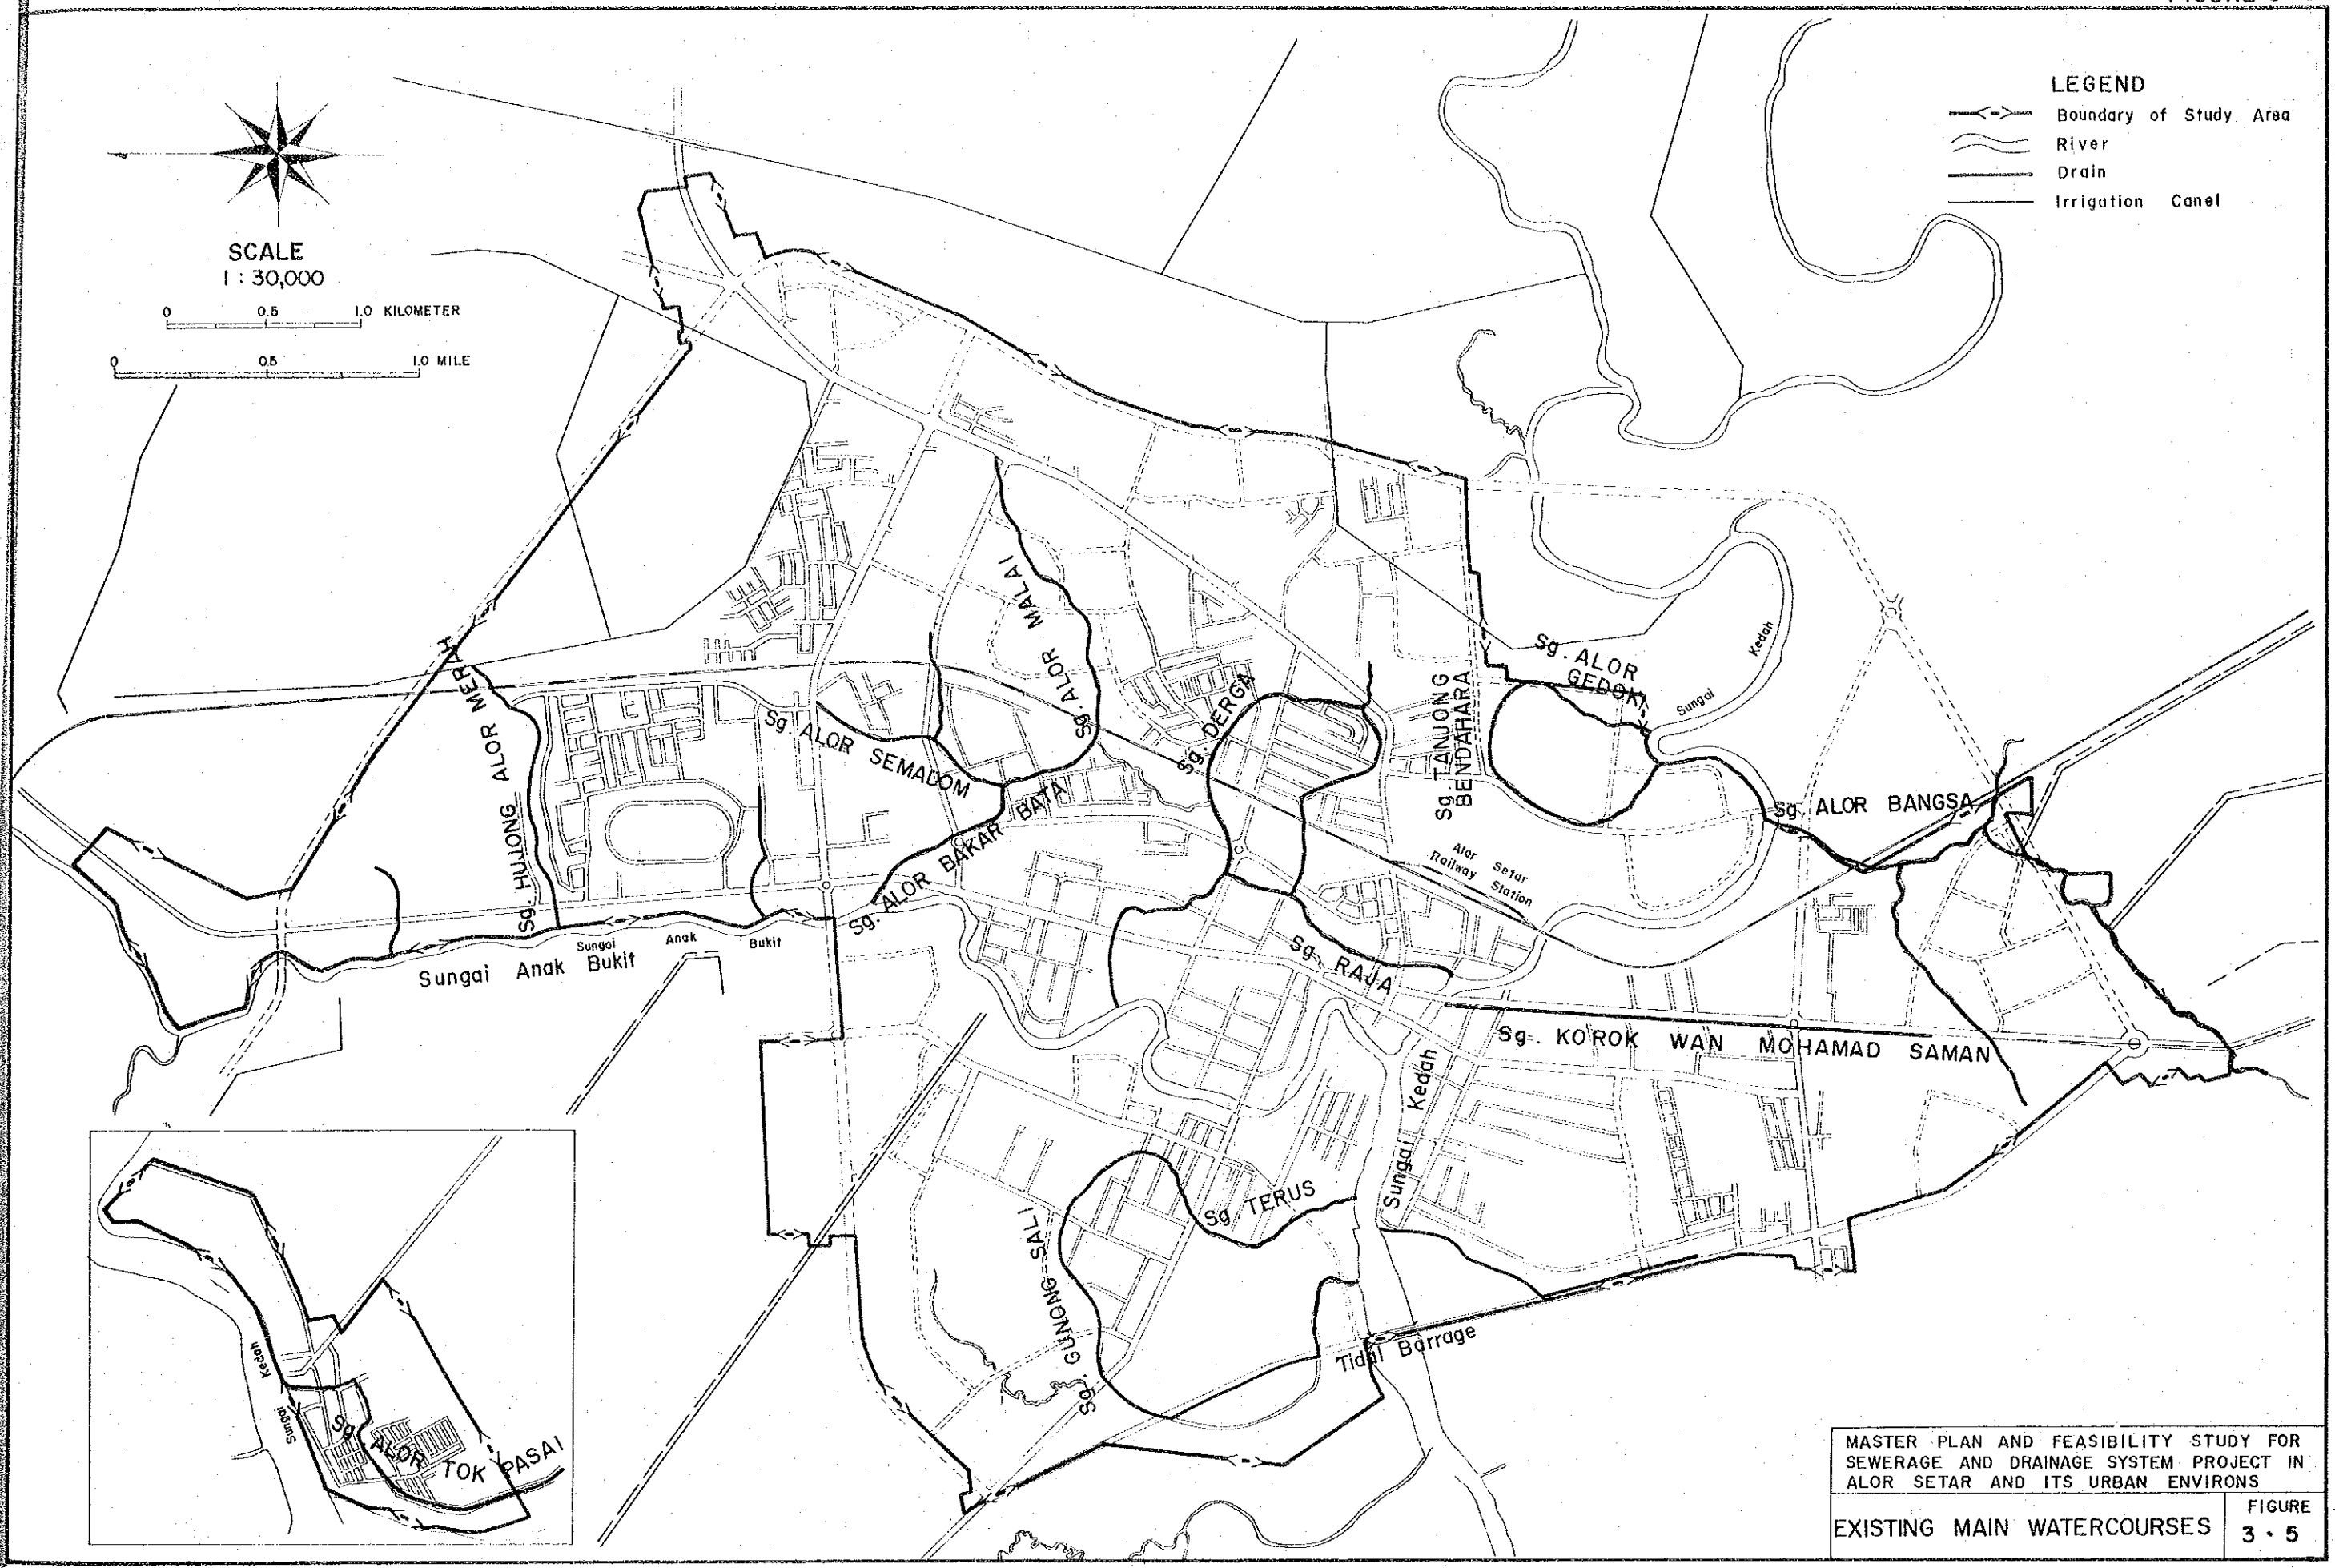 LEGEND
Boundary of Study Area
River
Drain
Irrigation Canel
SCALE
1 : 30,000
0 0.5 1.0 KILOMETER
0 0.5 1.0 MILE
Sg. HUJONG ALOR MERAH
Sg. ALOR SEMADOM
Sg. ALOR MALAI
Sg. ALOR BAKAR BATA
Sg. DERGA
Sg. TANJONG
BENDAHARA
Sg. ALOR
GEDOK
Sungai Kedah
Sg. ALOR BANGSA
Alor Setar
Railway Station
Sungai Anak Bukit
Sungai Anak Bukit
Sg. RAJA
Sg. KOROK WAN MOHAMAD SAMAN
Sungai Kedah
Sg. TERUS
Sg. GUNONG SALI
Tidal Barrage
Sungai Kedah
Sg. ALOR TOK PASAI
MASTER PLAN AND FEASIBILITY STUDY FOR
SEWERAGE AND DRAINAGE SYSTEM PROJECT IN
ALOR SETAR AND ITS URBAN ENVIRONS
EXISTING MAIN WATERCOURSES
FIGURE
3 · 5